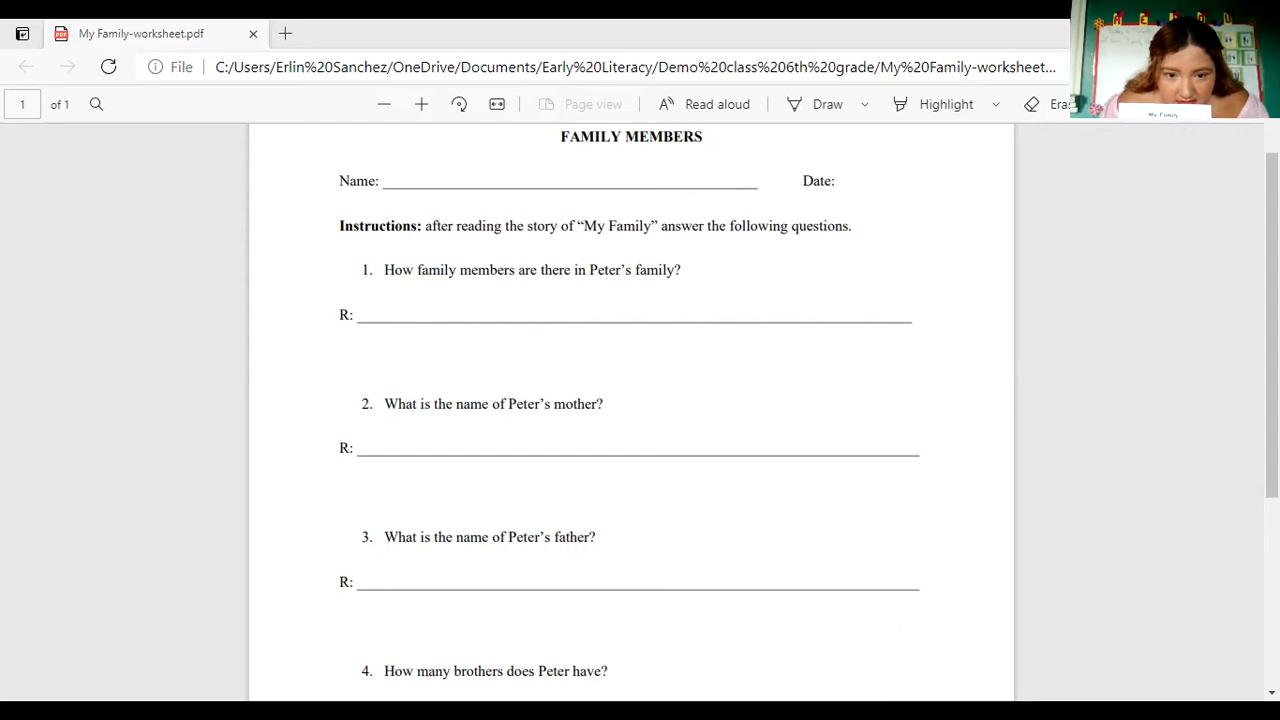 My Family-worksheet.pdf
File C:/Users/Erlin%20Sanchez/OneDrive/Documentos/Early%20Literacy/Demo%20class%206th%20grade/My%20Family-worksheet...
1 of 1 Page view Read aloud Draw Highlight
My Family
FAMILY MEMBERS
Name: Date:
Instructions: after reading the story of “My Family” answer the following questions.
1. How family members are there in Peter’s family?
R:
2. What is the name of Peter’s mother?
R:
3. What is the name of Peter’s father?
R:
4. How many brothers does Peter have?